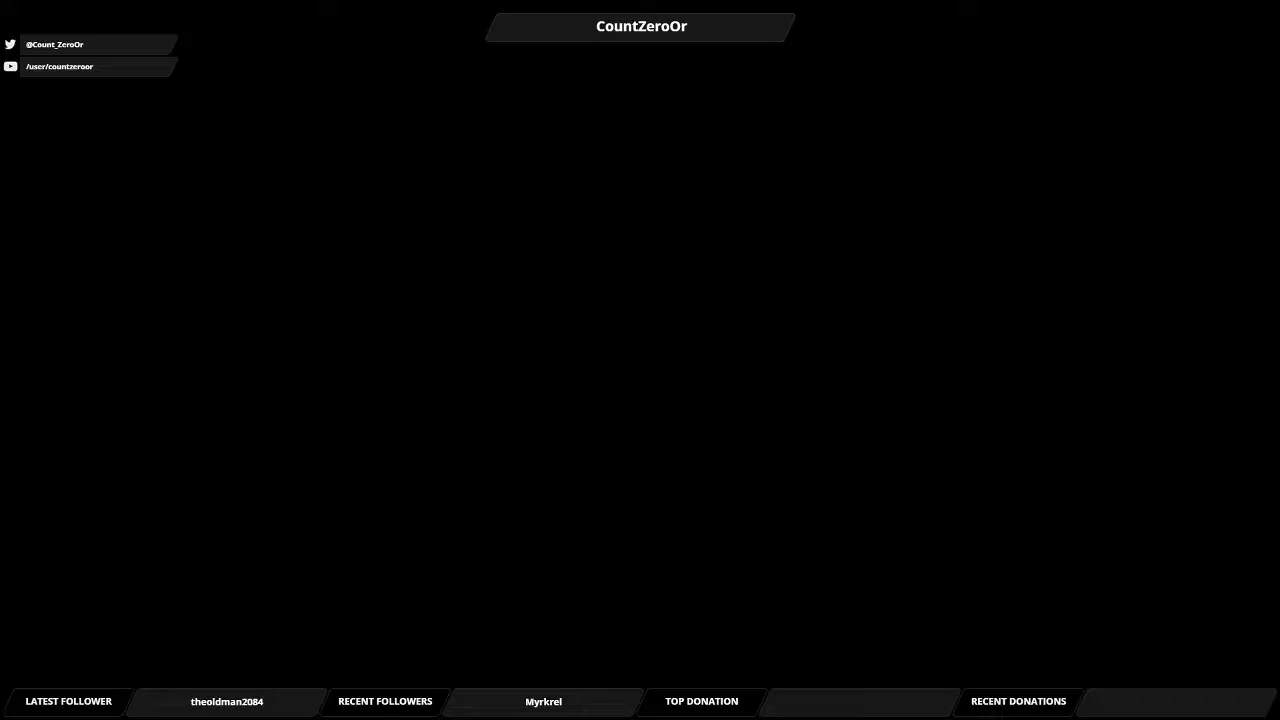 CountZeroOr
@Count_ZeroOr
/user/countzeroor
LATEST FOLLOWER theoldman2084 RECENT FOLLOWERS Myrkrel TOP DONATION RECENT DONATIONS